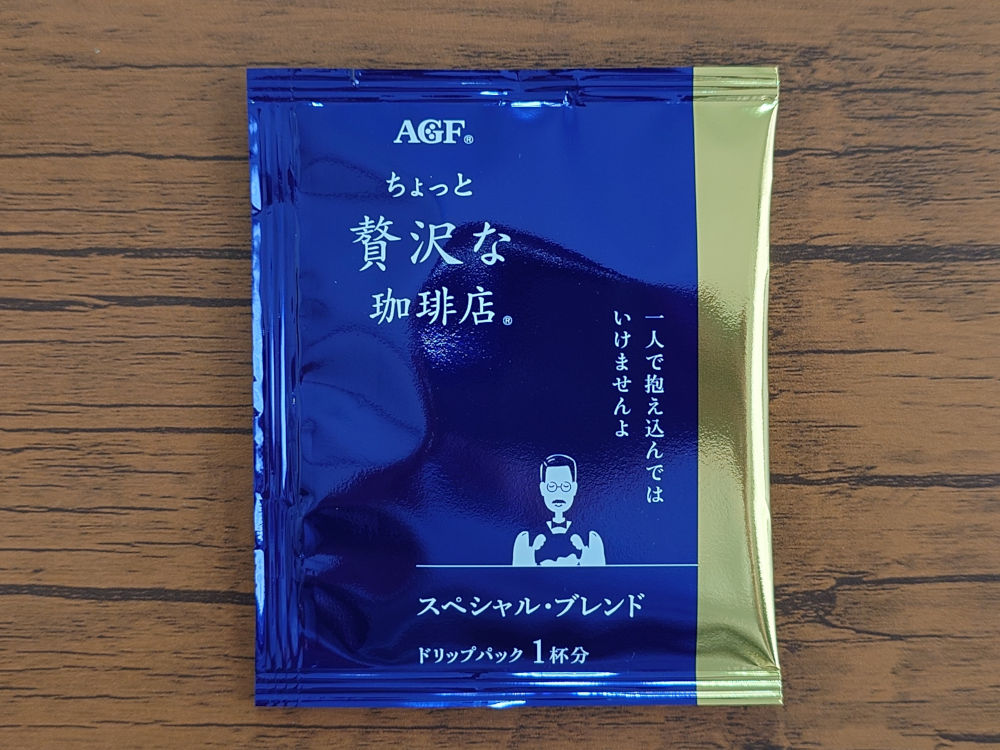 AGF®
ちょっと
贅沢な
珈琲店®
一人で抱え込んでは
いけませんよ
スペシャル・ブレンド
ドリップパック 1杯分